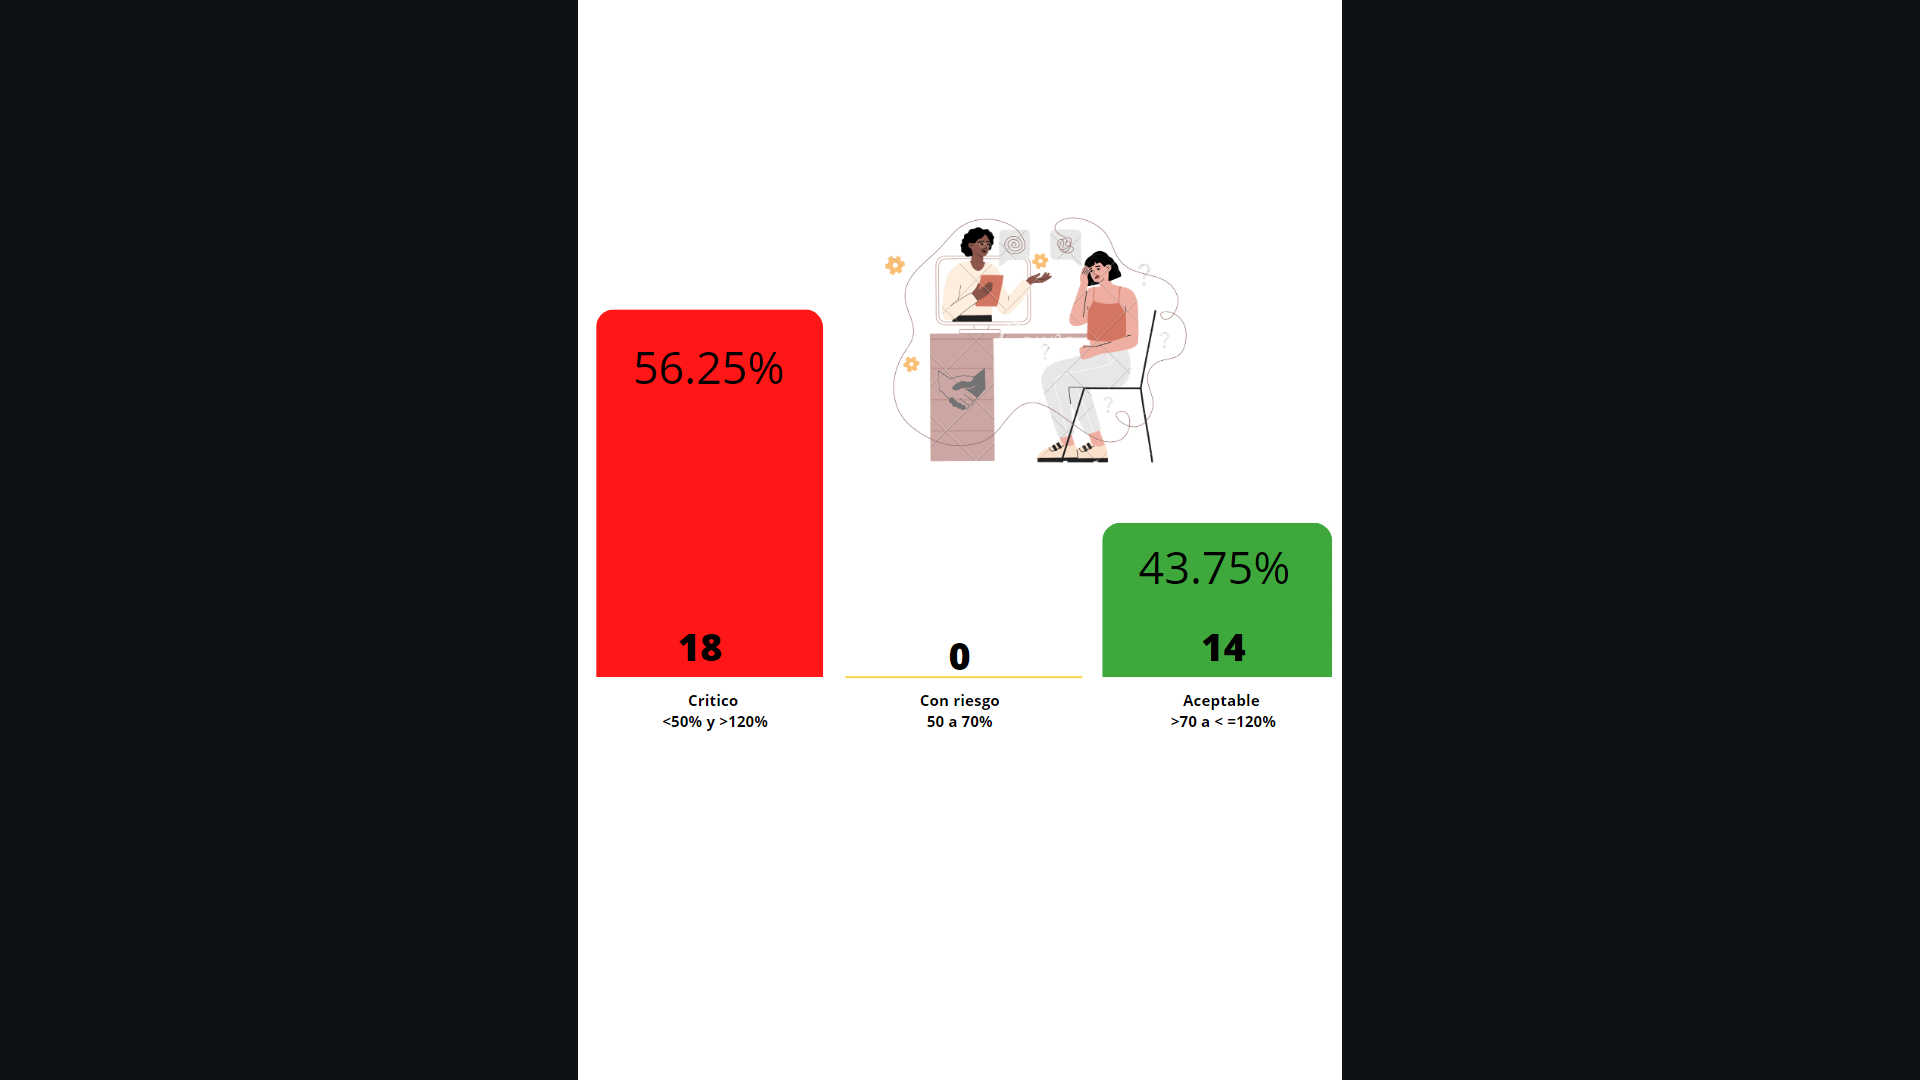 56.25%
43.75%
18
0
14
Critico
<50% y >120%
Con riesgo
50 a 70%
Aceptable
>70 a < =120%